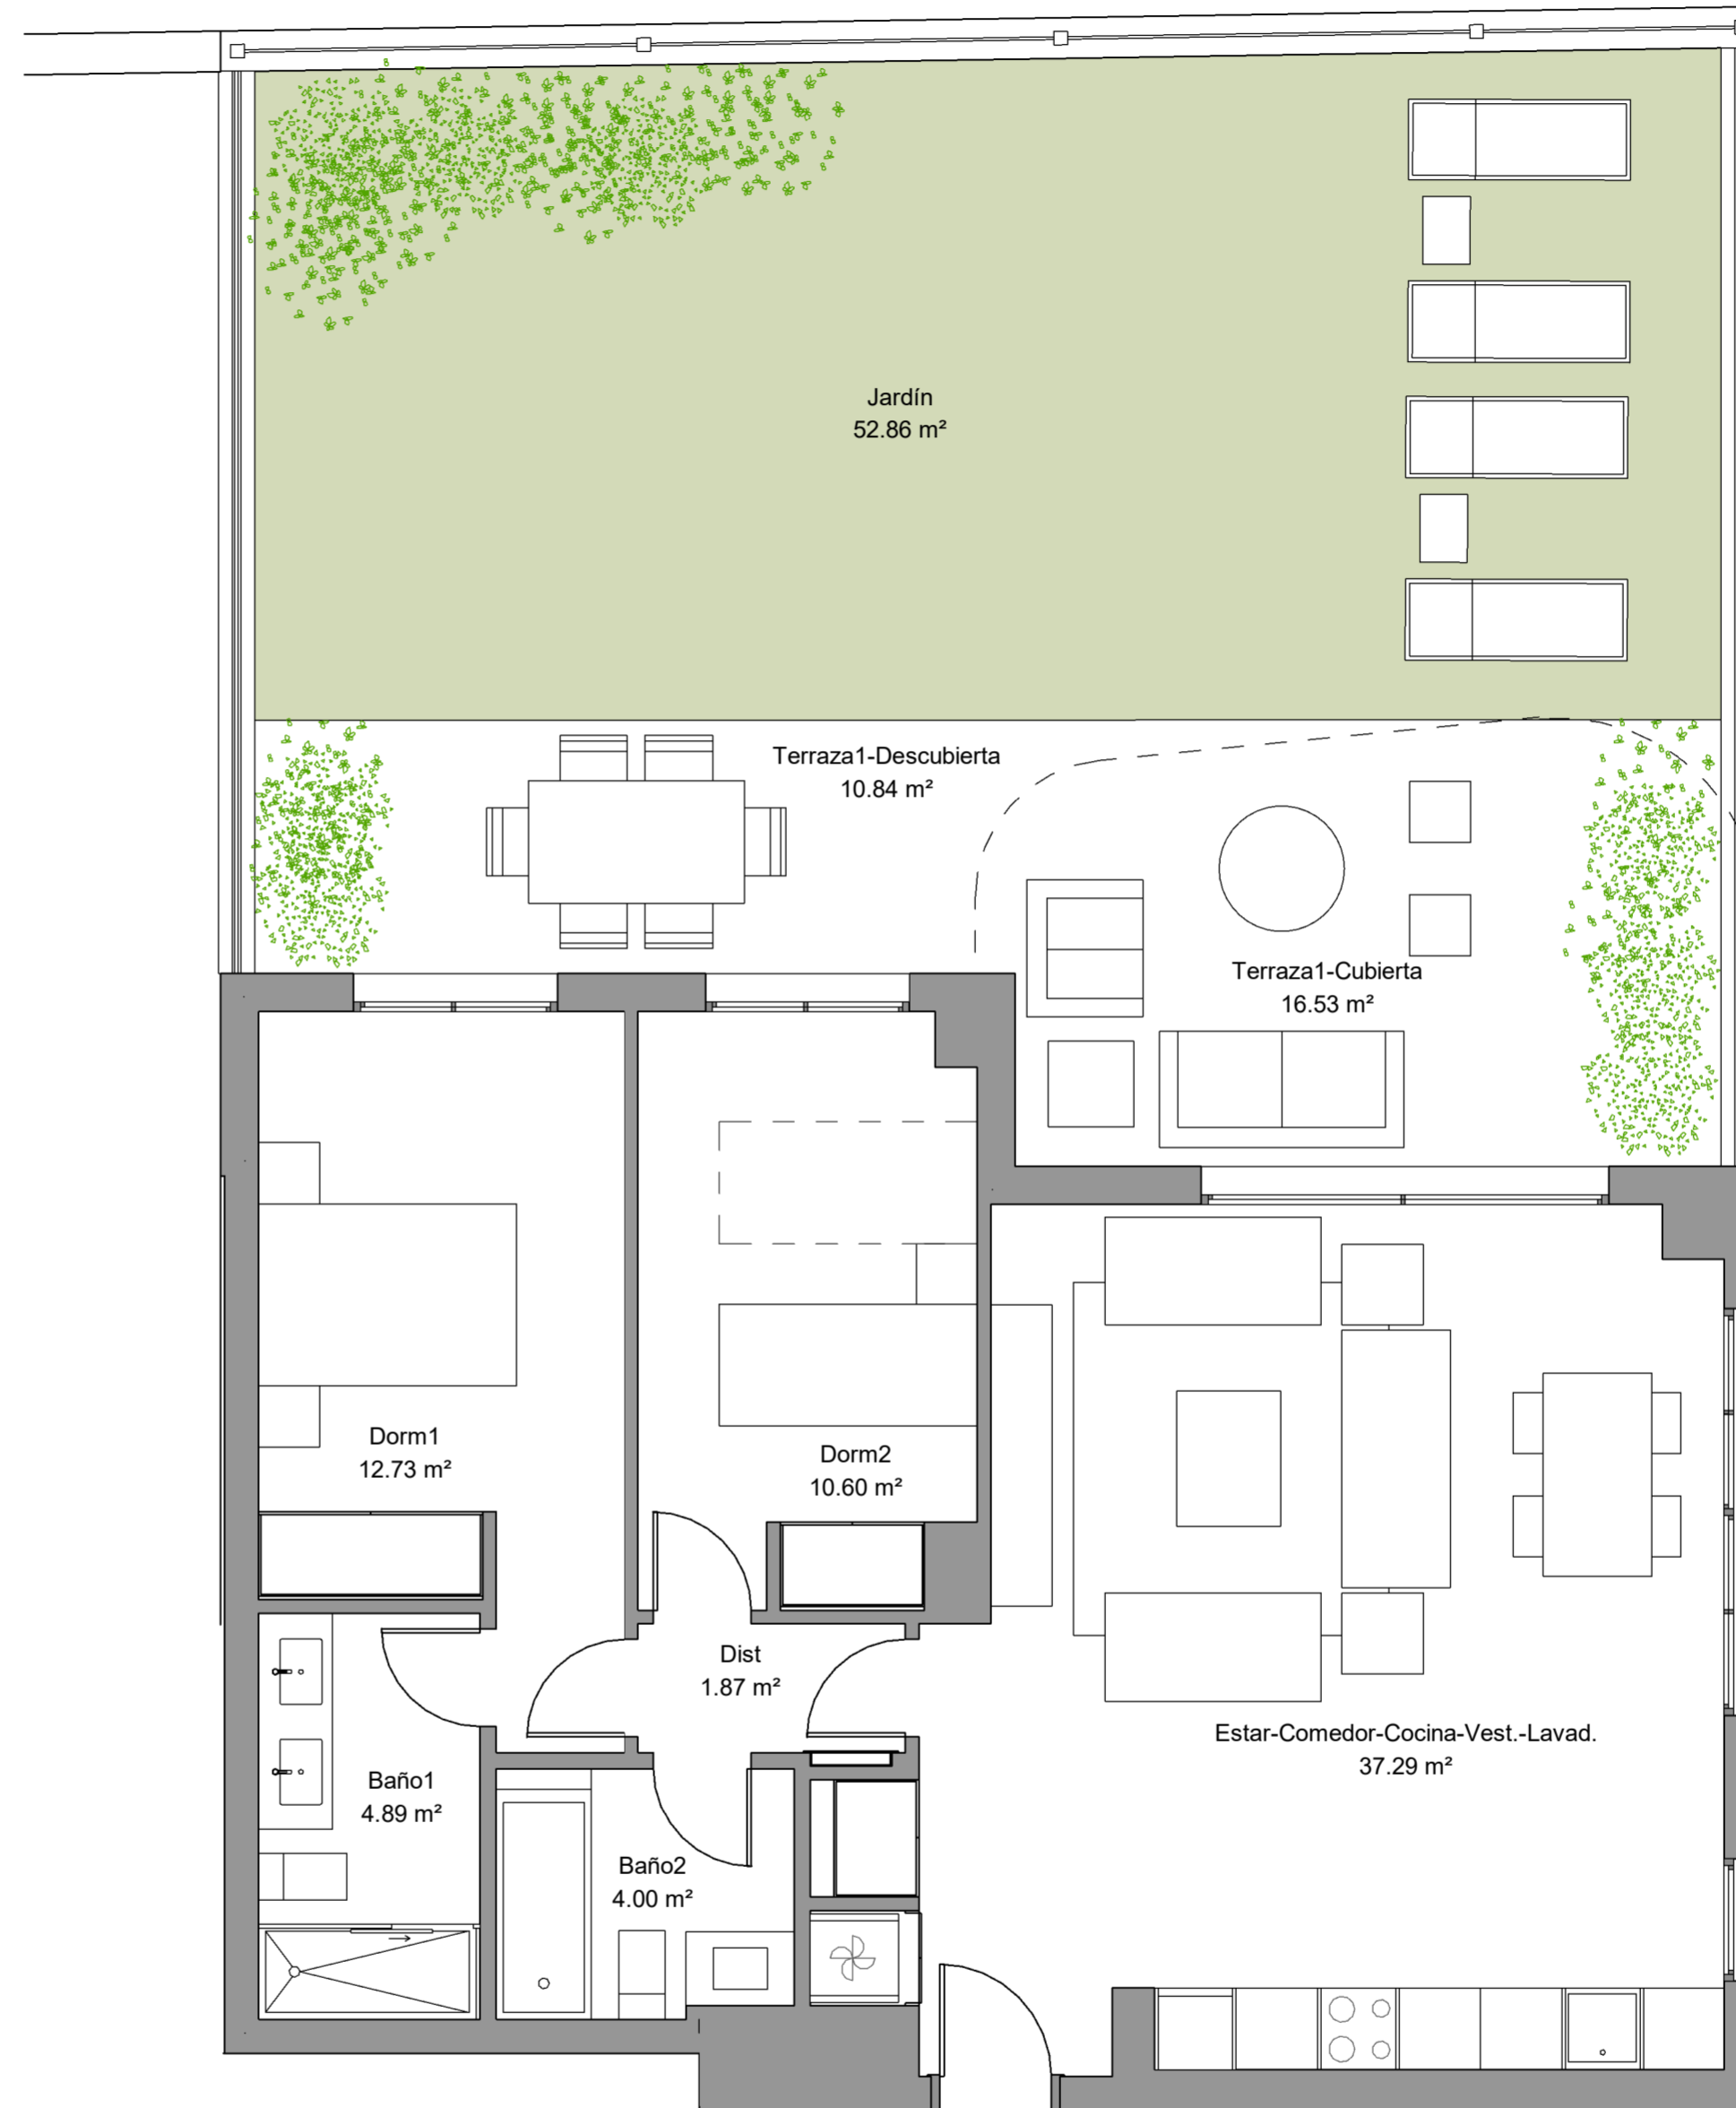 Jardín
52.86 m²
Terraza1-Descubierta
10.84 m²
Terraza1-Cubierta
16.53 m²
Dorm1
12.73 m²
Dorm2
10.60 m²
Dist
1.87 m²
Estar-Comedor-Cocina-Vest.-Lavad.
37.29 m²
Baño1
4.89 m²
Baño2
4.00 m²